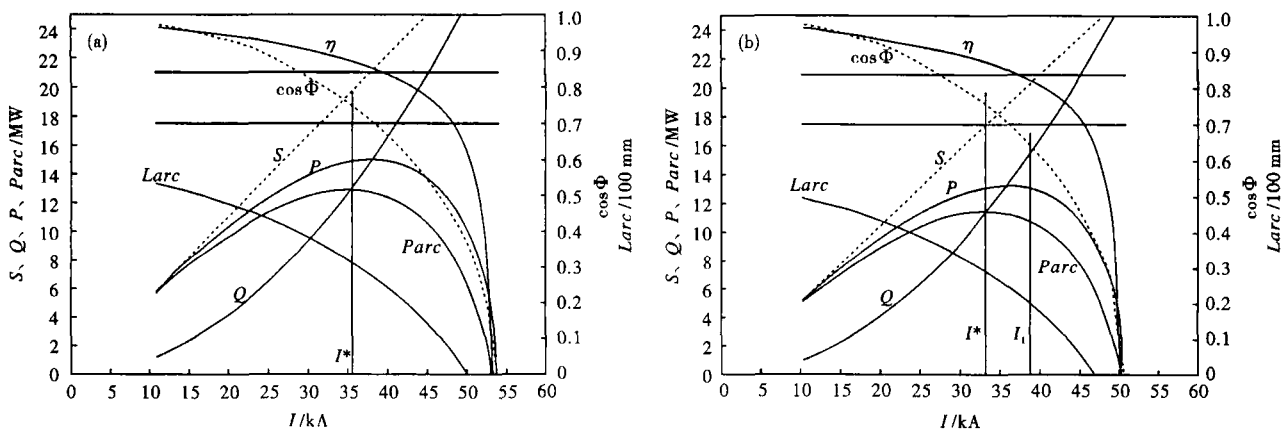 (a)
S、Q、P、Parc/MW
24
22
20
18
16
14
12
10
8
6
4
2
0
η
cosΦ
S
P
Larc
Parc
Q
I*
0 5 10 15 20 25 30 35 40 45 50 55 60
I/kA
1.0
0.9
0.8
0.7
0.6
0.5
0.4
0.3
0.2
0.1
0
cosΦ
Larc/100 mm
(b)
S、Q、P、Parc/MW
24
22
20
18
16
14
12
10
8
6
4
2
0
η
cosΦ
S
P
Larc
Parc
Q
I*
I₁
0 5 10 15 20 25 30 35 40 45 50 55 60
I/kA
1.0
0.9
0.8
0.7
0.6
0.5
0.4
0.3
0.2
0.1
0
cosΦ
Larc/100 mm